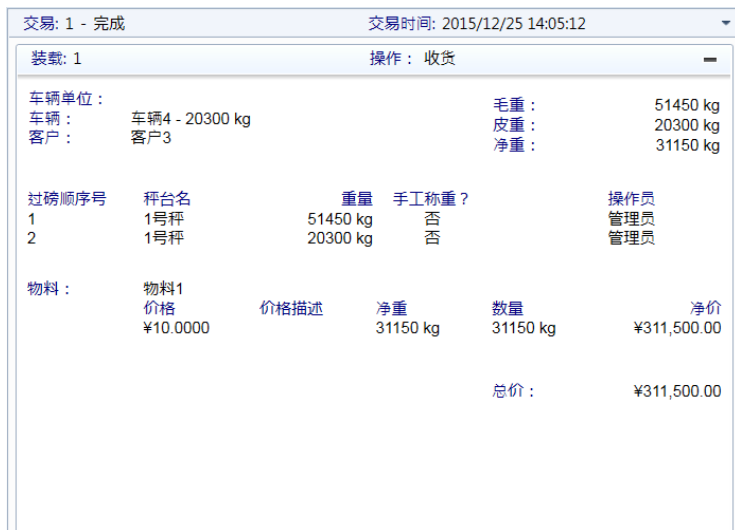 交易: 1 - 完成 交易时间: 2015/12/25 14:05:12
装载: 1 操作： 收货
车辆单位：
车辆： 车辆4 - 20300 kg
客户： 客户3
毛重： 51450 kg
皮重： 20300 kg
净重： 31150 kg
过磅顺序号 秤台名 重量 手工称重？ 操作员
1 1号秤 51450 kg 否 管理员
2 1号秤 20300 kg 否 管理员
物料： 物料1
价格 价格描述 净重 数量 净价
¥10.0000 31150 kg 31150 kg ¥311,500.00
总价： ¥311,500.00